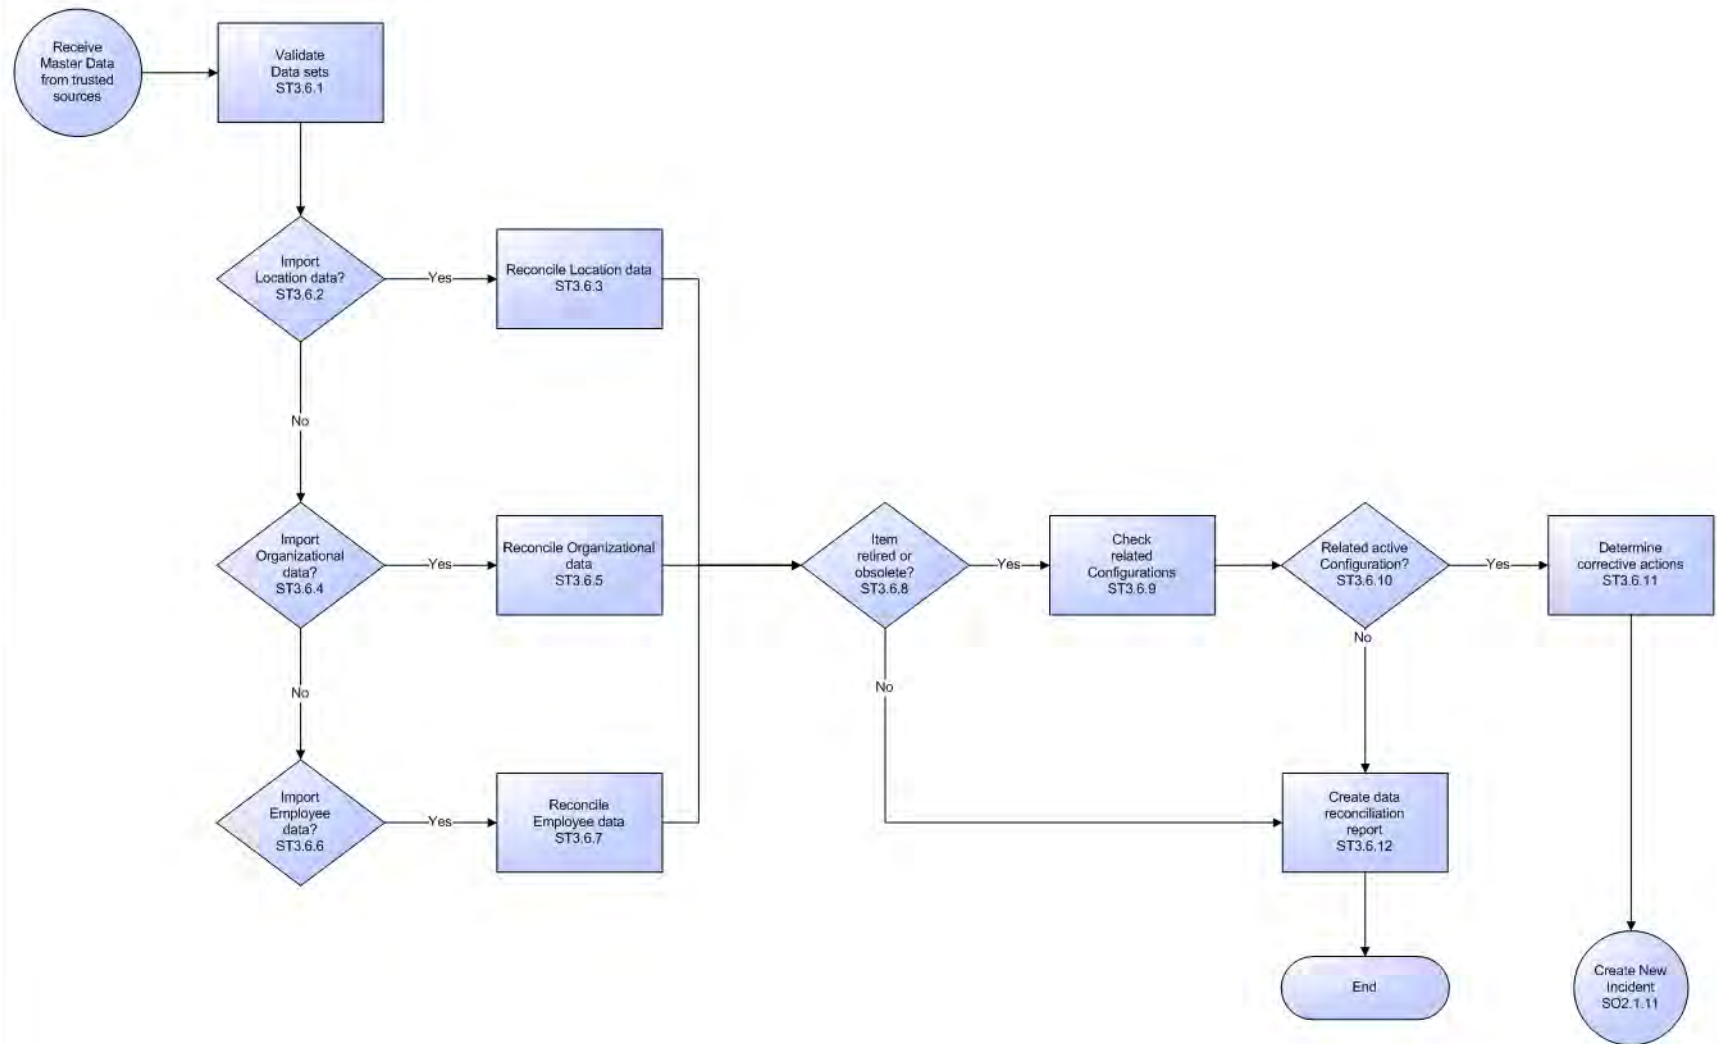 Receive
Master Data
from trusted
sources
Validate
Data sets
ST3.6.1
Import
Location data?
ST3.6.2
Yes
Reconcile Location data
ST3.6.3
No
Import
Organizational
data?
ST3.6.4
Yes
Reconcile Organizational
data
ST3.6.5
Item
retired or
obsolete?
ST3.6.8
Yes
Check
related
Configurations
ST3.6.9
Related active
Configuration?
ST3.6.10
Yes
Determine
corrective actions
ST3.6.11
No
No
No
Import
Employee
data?
ST3.6.6
Yes
Reconcile
Employee data
ST3.6.7
Create data
reconciliation
report
ST3.6.12
End
Create New
Incident
SO2.1.11